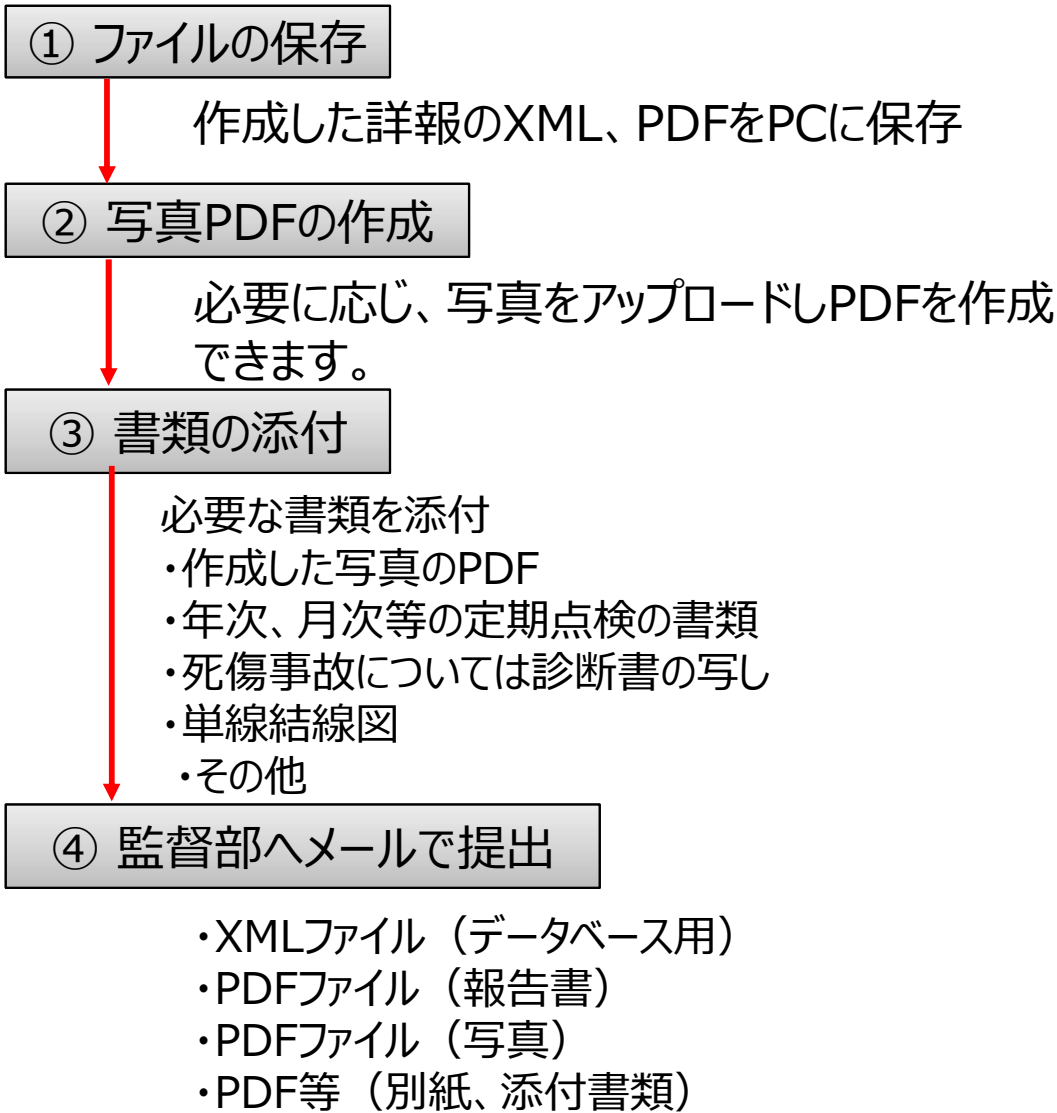 ① ファイルの保存
作成した詳報のXML、PDFをPCに保存
② 写真PDFの作成
必要に応じ、写真をアップロードしPDFを作成
できます。
③ 書類の添付
必要な書類を添付
・作成した写真のPDF
・年次、月次等の定期点検の書類
・死傷事故については診断書の写し
・単線結線図
・その他
④ 監督部へメールで提出
・XMLファイル（データベース用）
・PDFファイル（報告書）
・PDFファイル（写真）
・PDF等（別紙、添付書類）